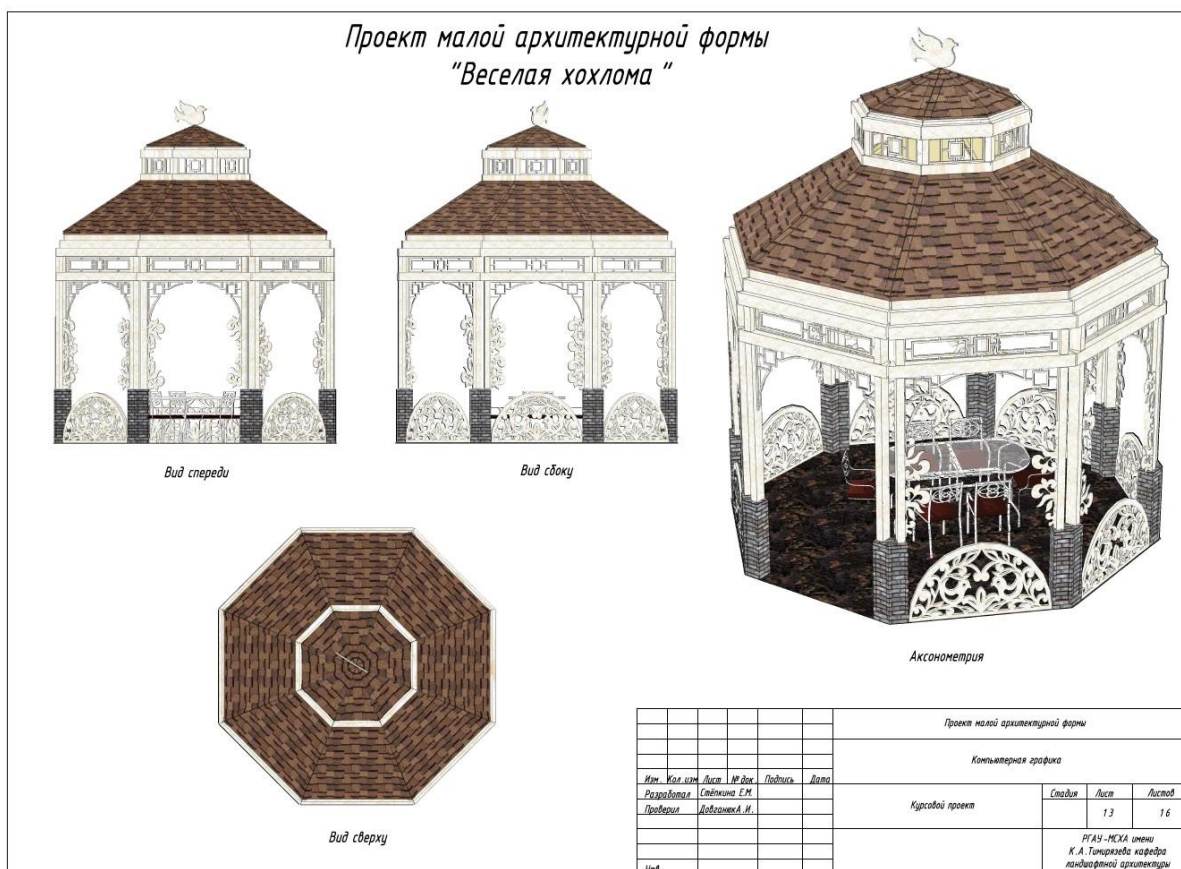 Проект малой архитектурной формы
"Веселая хохлома "
Вид спереди
Вид сбоку
Аксонометрия
Вид сверху
Проект малой архитектурной формы
Компьютерная графика
Изм. Кол.изм Лист № док. Подпись Дата
Разработал Стёпкина Е.М.
Проверил Довганюк А.И.
Курсовой проект
Стадия Лист Листов
13 16
РГАУ-МСХА имени
К.А.Тимирязева кафедра
ландшафтной архитектуры